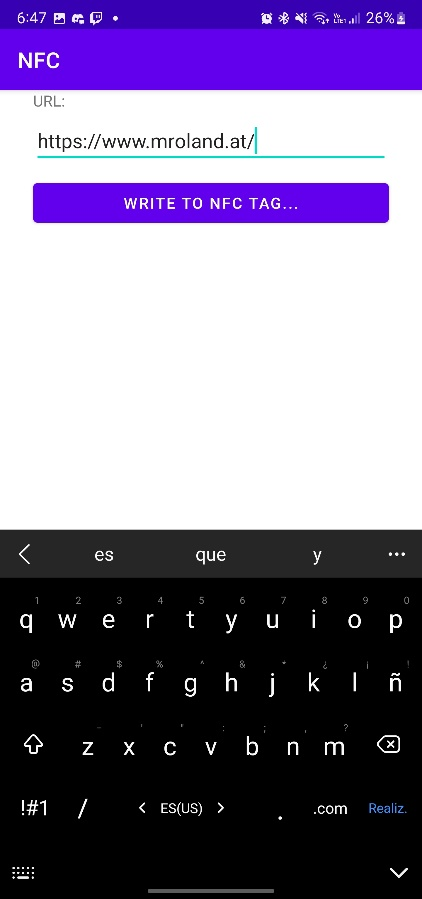 6:47 26%
NFC
URL:
https://www.mroland.at/
WRITE TO NFC TAG...
es que y
1 2 3 4 5 6 7 8 9 0
q w e r t y u i o p
@ # $ % ^ & * ¿ ¡ !
a s d f g h j k l ñ
- ' " : ; , ?
z x c v b n m
!#1 / ES(US) . .com Realiz.